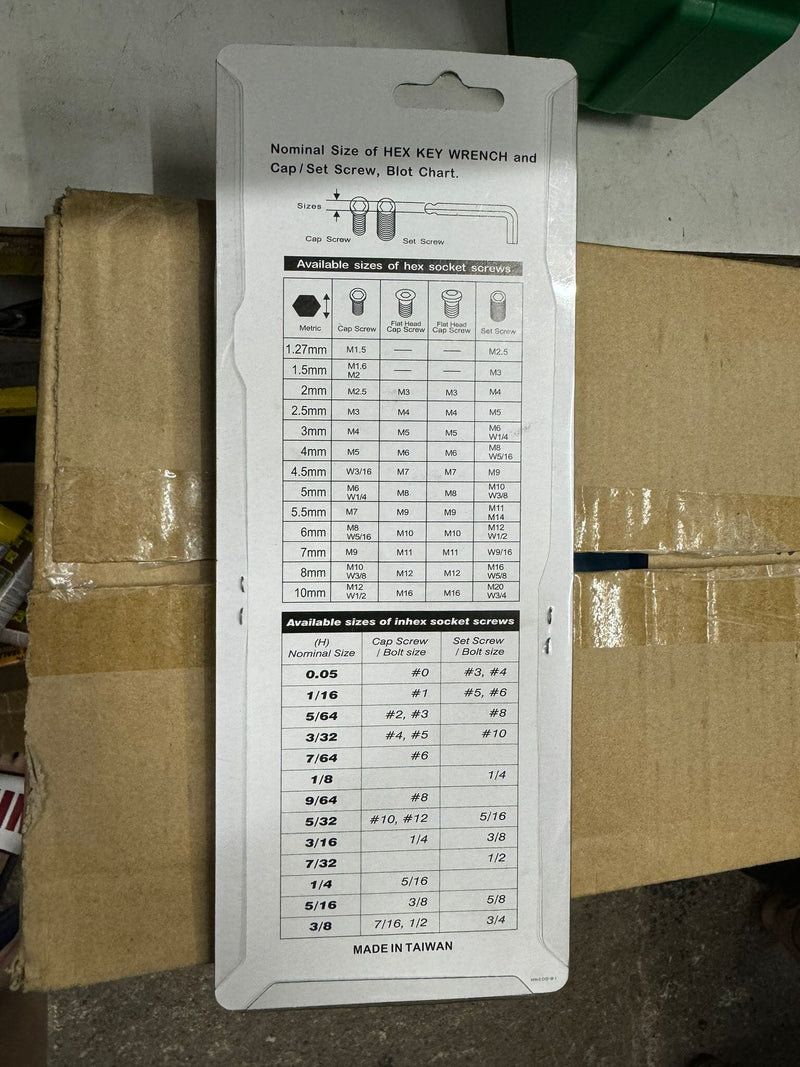 Nominal Size of HEX KEY WRENCH and
Cap/Set Screw, Blot Chart.
Sizes
Cap Screw Set Screw
Available sizes of hex socket screws
Metric Cap Screw Flat Head Cap Screw Flat Head Cap Screw Set Screw
1.27mm M1.5 — — M2.5
1.5mm M1.6 M2 — — M3
2mm M2.5 M3 M3 M4
2.5mm M3 M4 M4 M5
3mm M4 M5 M5 M6 W1/4
4mm M5 M6 M6 M8 W5/16
4.5mm W3/16 M7 M7 M9
5mm M6 W1/4 M8 M8 M10 W3/8
5.5mm M7 M9 M9 M11 M14
6mm M8 W5/16 M10 M10 M12 W1/2
7mm M9 M11 M11 W9/16
8mm M10 W3/8 M12 M12 M16 W5/8
10mm M12 W1/2 M16 M16 M20 W3/4
Available sizes of inhex socket screws
(H) Nominal Size Cap Screw / Bolt size Set Screw / Bolt size
0.05 #0 #3, #4
1/16 #1 #5, #6
5/64 #2, #3 #8
3/32 #4, #5 #10
7/64 #6
1/8 1/4
9/64 #8
5/32 #10, #12 5/16
3/16 1/4 3/8
7/32 1/2
1/4 5/16
5/16 3/8 5/8
3/8 7/16, 1/2 3/4
MADE IN TAIWAN